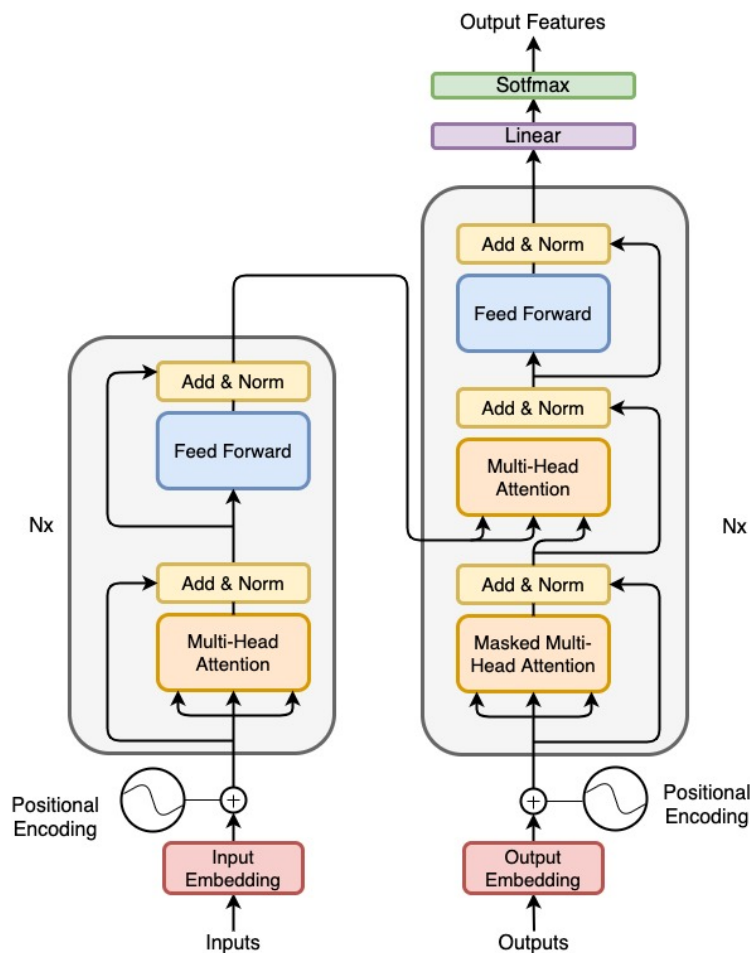 Output Features
Sotfmax
Linear
Add & Norm
Feed Forward
Add & Norm
Multi-Head
Attention
Add & Norm
Masked Multi-
Head Attention
Nx
Positional
Encoding
Output
Embedding
Outputs
Add & Norm
Feed Forward
Nx
Add & Norm
Multi-Head
Attention
Positional
Encoding
Input
Embedding
Inputs